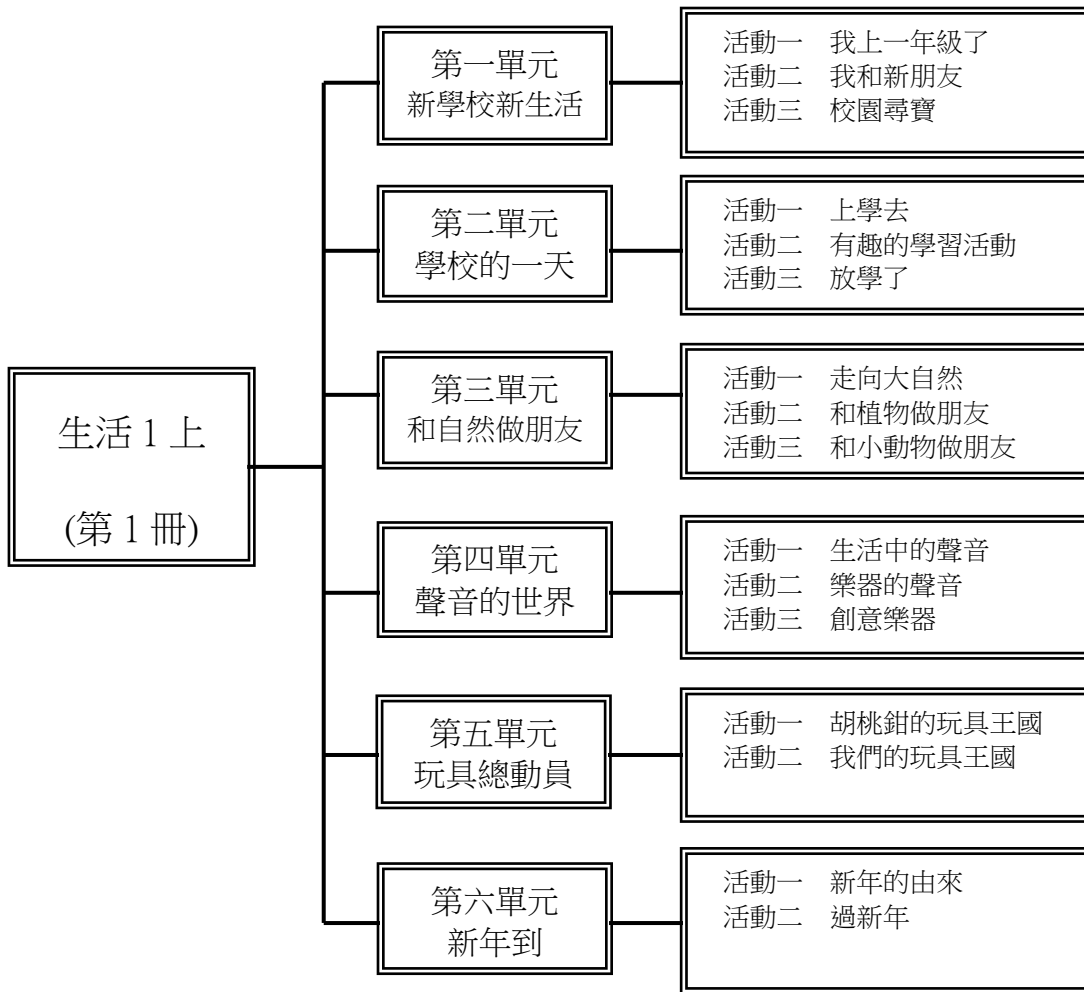 生活 1 上
(第 1 冊)
第一單元
新學校新生活
活動一　我上一年級了
活動二　我和新朋友
活動三　校園尋寶
第二單元
學校的一天
活動一　上學去
活動二　有趣的學習活動
活動三　放學了
第三單元
和自然做朋友
活動一　走向大自然
活動二　和植物做朋友
活動三　和小動物做朋友
第四單元
聲音的世界
活動一　生活中的聲音
活動二　樂器的聲音
活動三　創意樂器
第五單元
玩具總動員
活動一　胡桃鉗的玩具王國
活動二　我們的玩具王國
第六單元
新年到
活動一　新年的由來
活動二　過新年